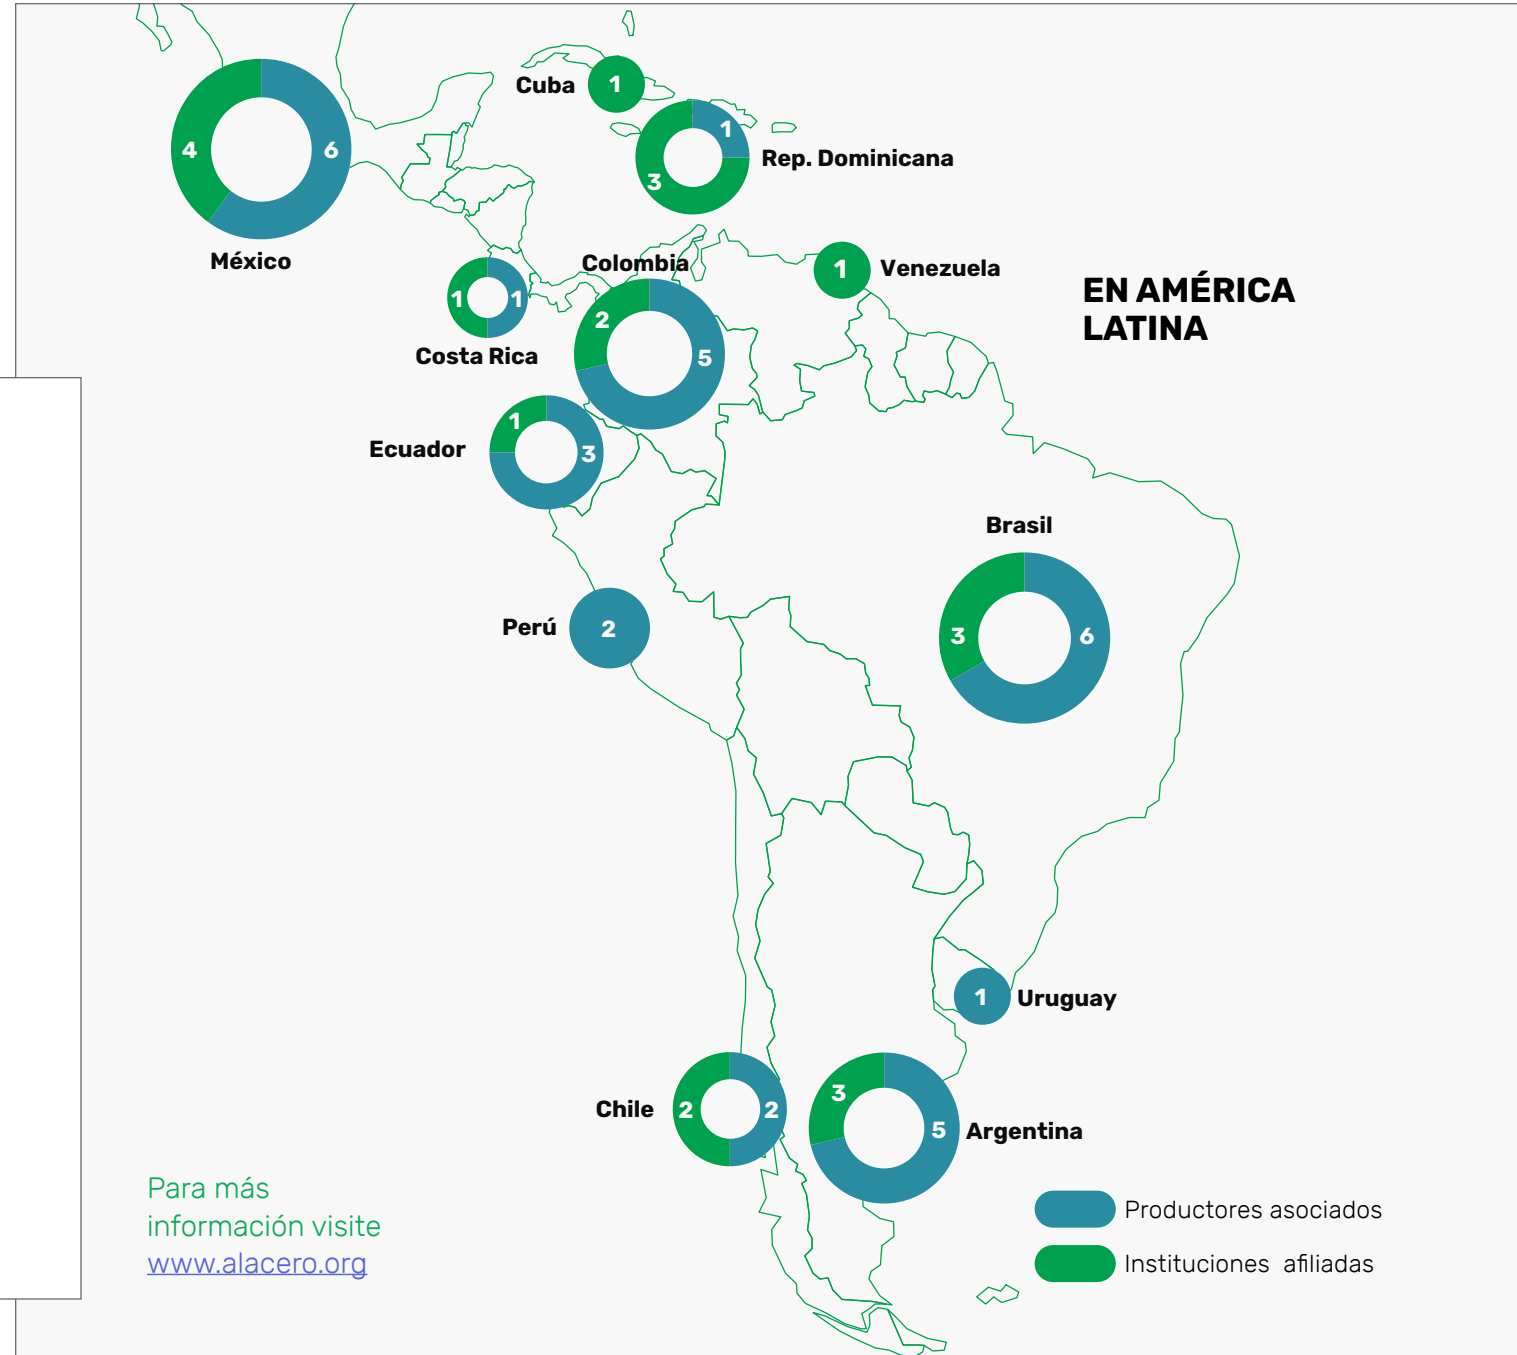 Cuba
1
1
Rep. Dominicana
3
4
6
México
Colombia
1
Venezuela
EN AMÉRICA
LATINA
1
1
Costa Rica
2
5
Ecuador
1
3
Brasil
3
6
Perú
2
1
Uruguay
Chile
2
2
3
5
Argentina
Para más
información visite
www.alacero.org
Productores asociados
Instituciones afiliadas